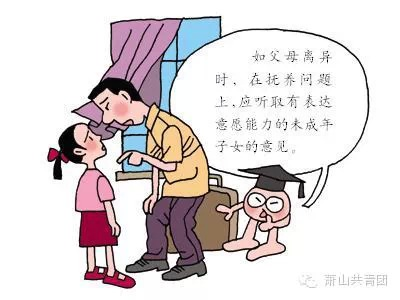 如父母离异
时，在抚养问题
上，应听取有表达
意愿能力的未成年
子女的意见。
萧山共青团